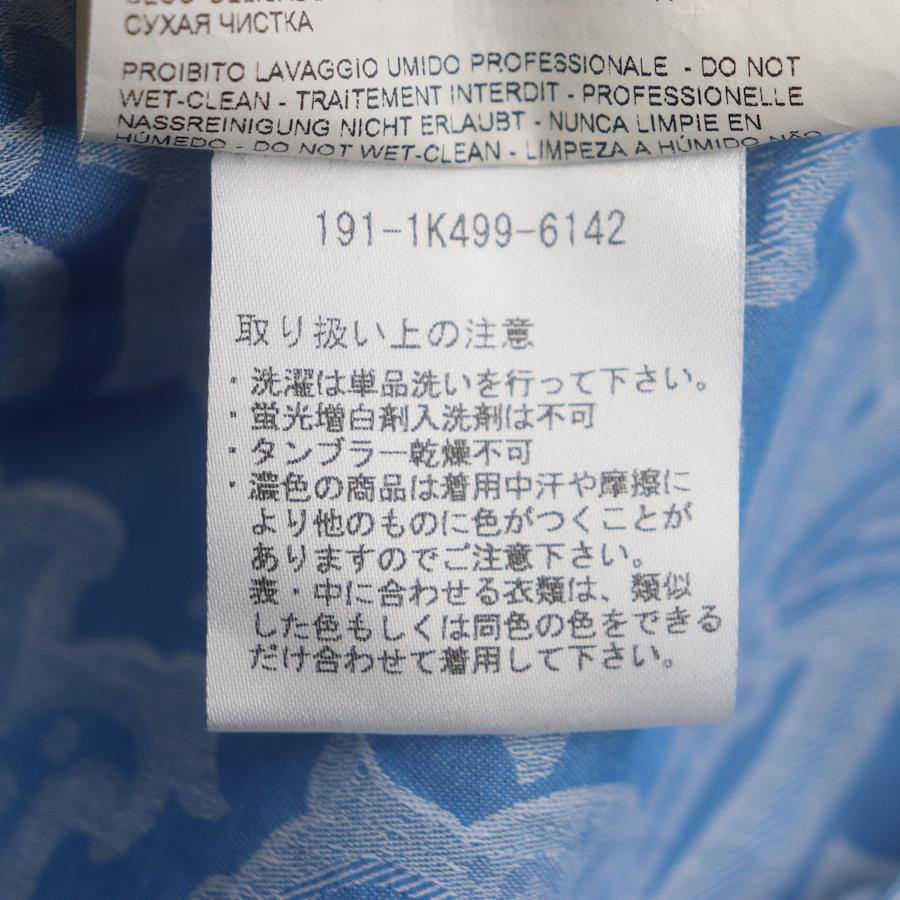 СУХАЯ ЧИСТКА
PROIBITO LAVAGGIO UMIDO PROFESSIONALE - DO NOT
WET-CLEAN - TRAITEMENT INTERDIT - PROFESSIONELLE
NASSREINIGUNG NICHT ERLAUBT - NUNCA LIMPIE EN
HÚMEDO - DO NOT WET-CLEAN - LIMPEZA A HÚMIDO NÃO
191-1K499-6142
取り扱い上の注意
・洗濯は単品洗いを行って下さい。
・蛍光増白剤入洗剤は不可
・タンブラー乾燥不可
・濃色の商品は着用中汗や摩擦に
より他のものに色がつくことが
ありますのでご注意下さい。
表・中に合わせる衣類は、類似
した色もしくは同色の色をできる
だけ合わせて着用して下さい。